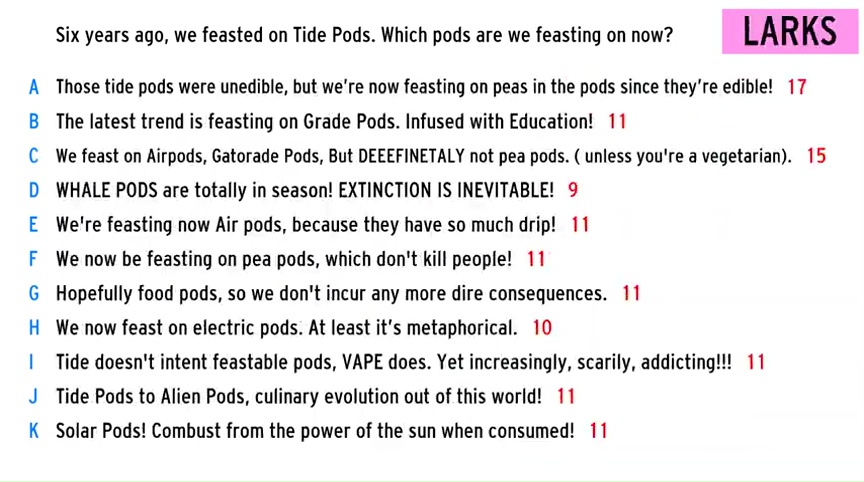 Six years ago, we feasted on Tide Pods. Which pods are we feasting on now?
LARKS
A Those tide pods were unedible, but we're now feasting on peas in the pods since they're edible! 17
B The latest trend is feasting on Grade Pods. Infused with Education! 11
C We feast on Airpods, Gatorade Pods, But DEEEFINETALY not pea pods. ( unless you're a vegetarian). 15
D WHALE PODS are totally in season! EXTINCTION IS INEVITABLE! 9
E We're feasting now Air pods, because they have so much drip! 11
F We now be feasting on pea pods, which don't kill people! 11
G Hopefully food pods, so we don't incur any more dire consequences. 11
H We now feast on electric pods. At least it's metaphorical. 10
I Tide doesn't intent feastable pods, VAPE does. Yet increasingly, scarily, addicting!!! 11
J Tide Pods to Alien Pods, culinary evolution out of this world! 11
K Solar Pods! Combust from the power of the sun when consumed! 11